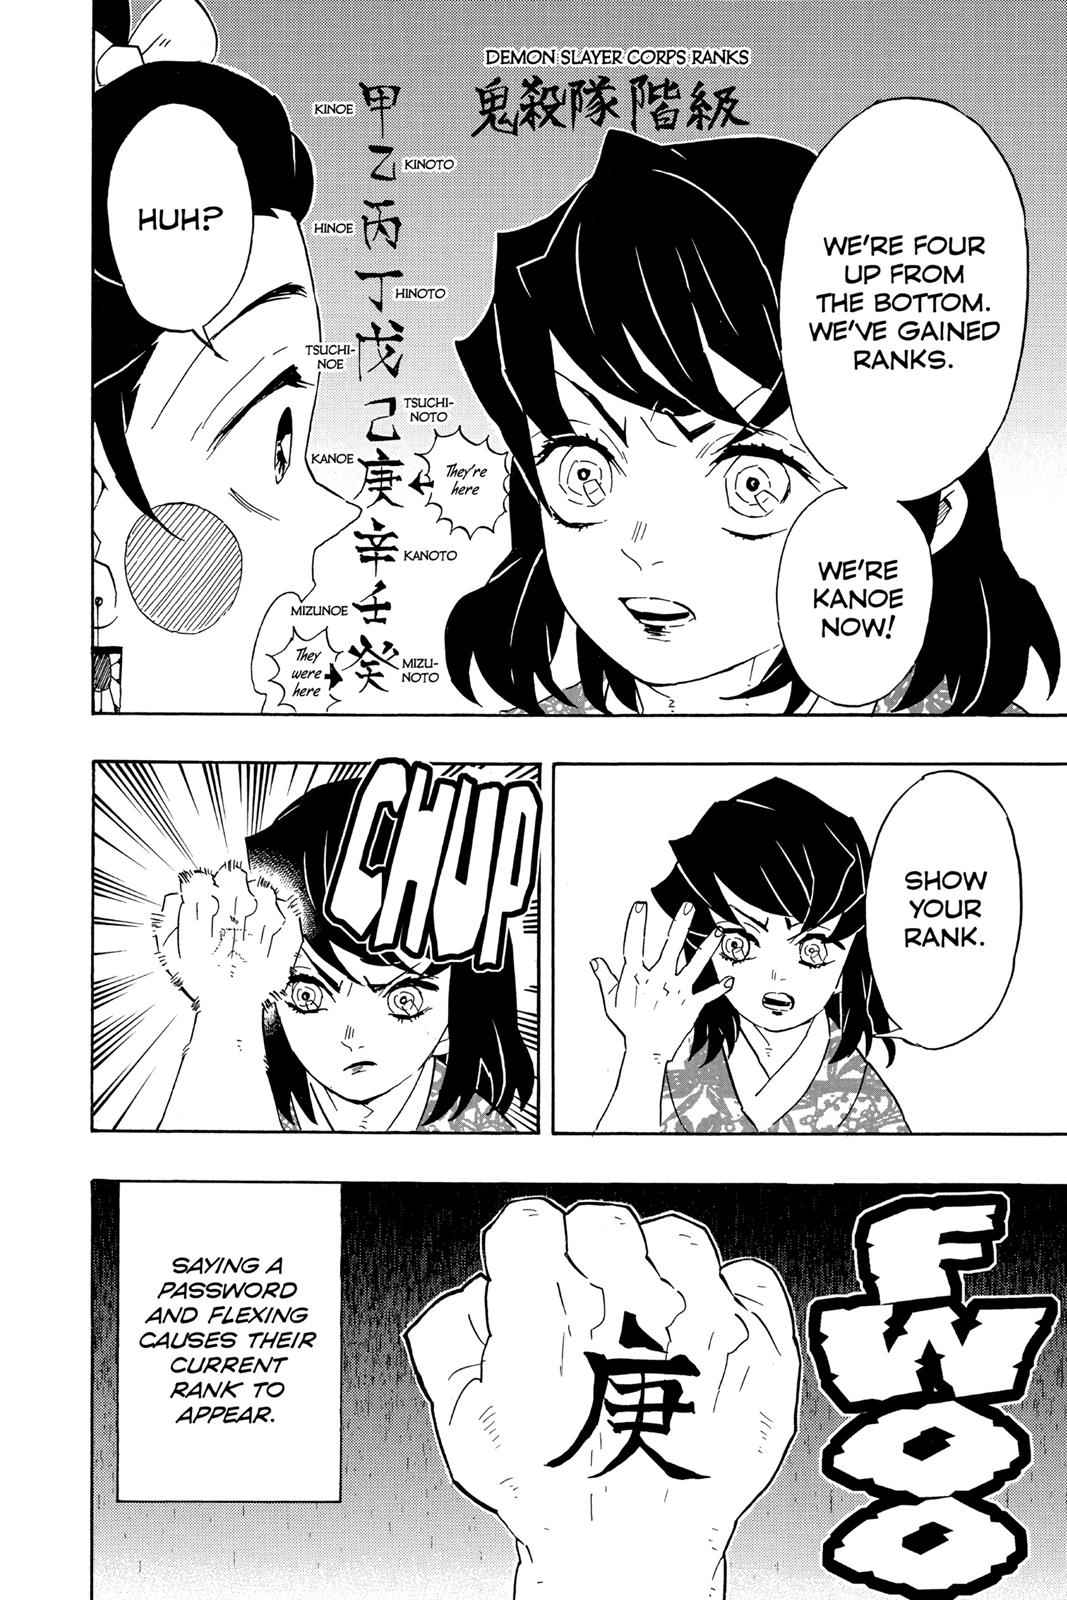 DEMON SLAYER CORPS RANKS
鬼殺隊 階級
WE'RE FOUR
UP FROM
THE BOTTOM.
WE'VE GAINED
RANKS.
WE'RE
KANOE
NOW!
KINOE 甲
乙 KINOTO
HINOE 丙
丁 HINOTO
TSUCHI-
NOE 戊
己 TSUCHI-
NOTO
KANOE 庚
They're
here
辛 KANOTO
MIZUNOE 壬
癸 MIZU-
NOTO
They
were
here
HUH?
SHOW
YOUR
RANK.
CHUP
FWOO
庚
SAYING A
PASSWORD
AND FLEXING
CAUSES THEIR
CURRENT
RANK TO
APPEAR.